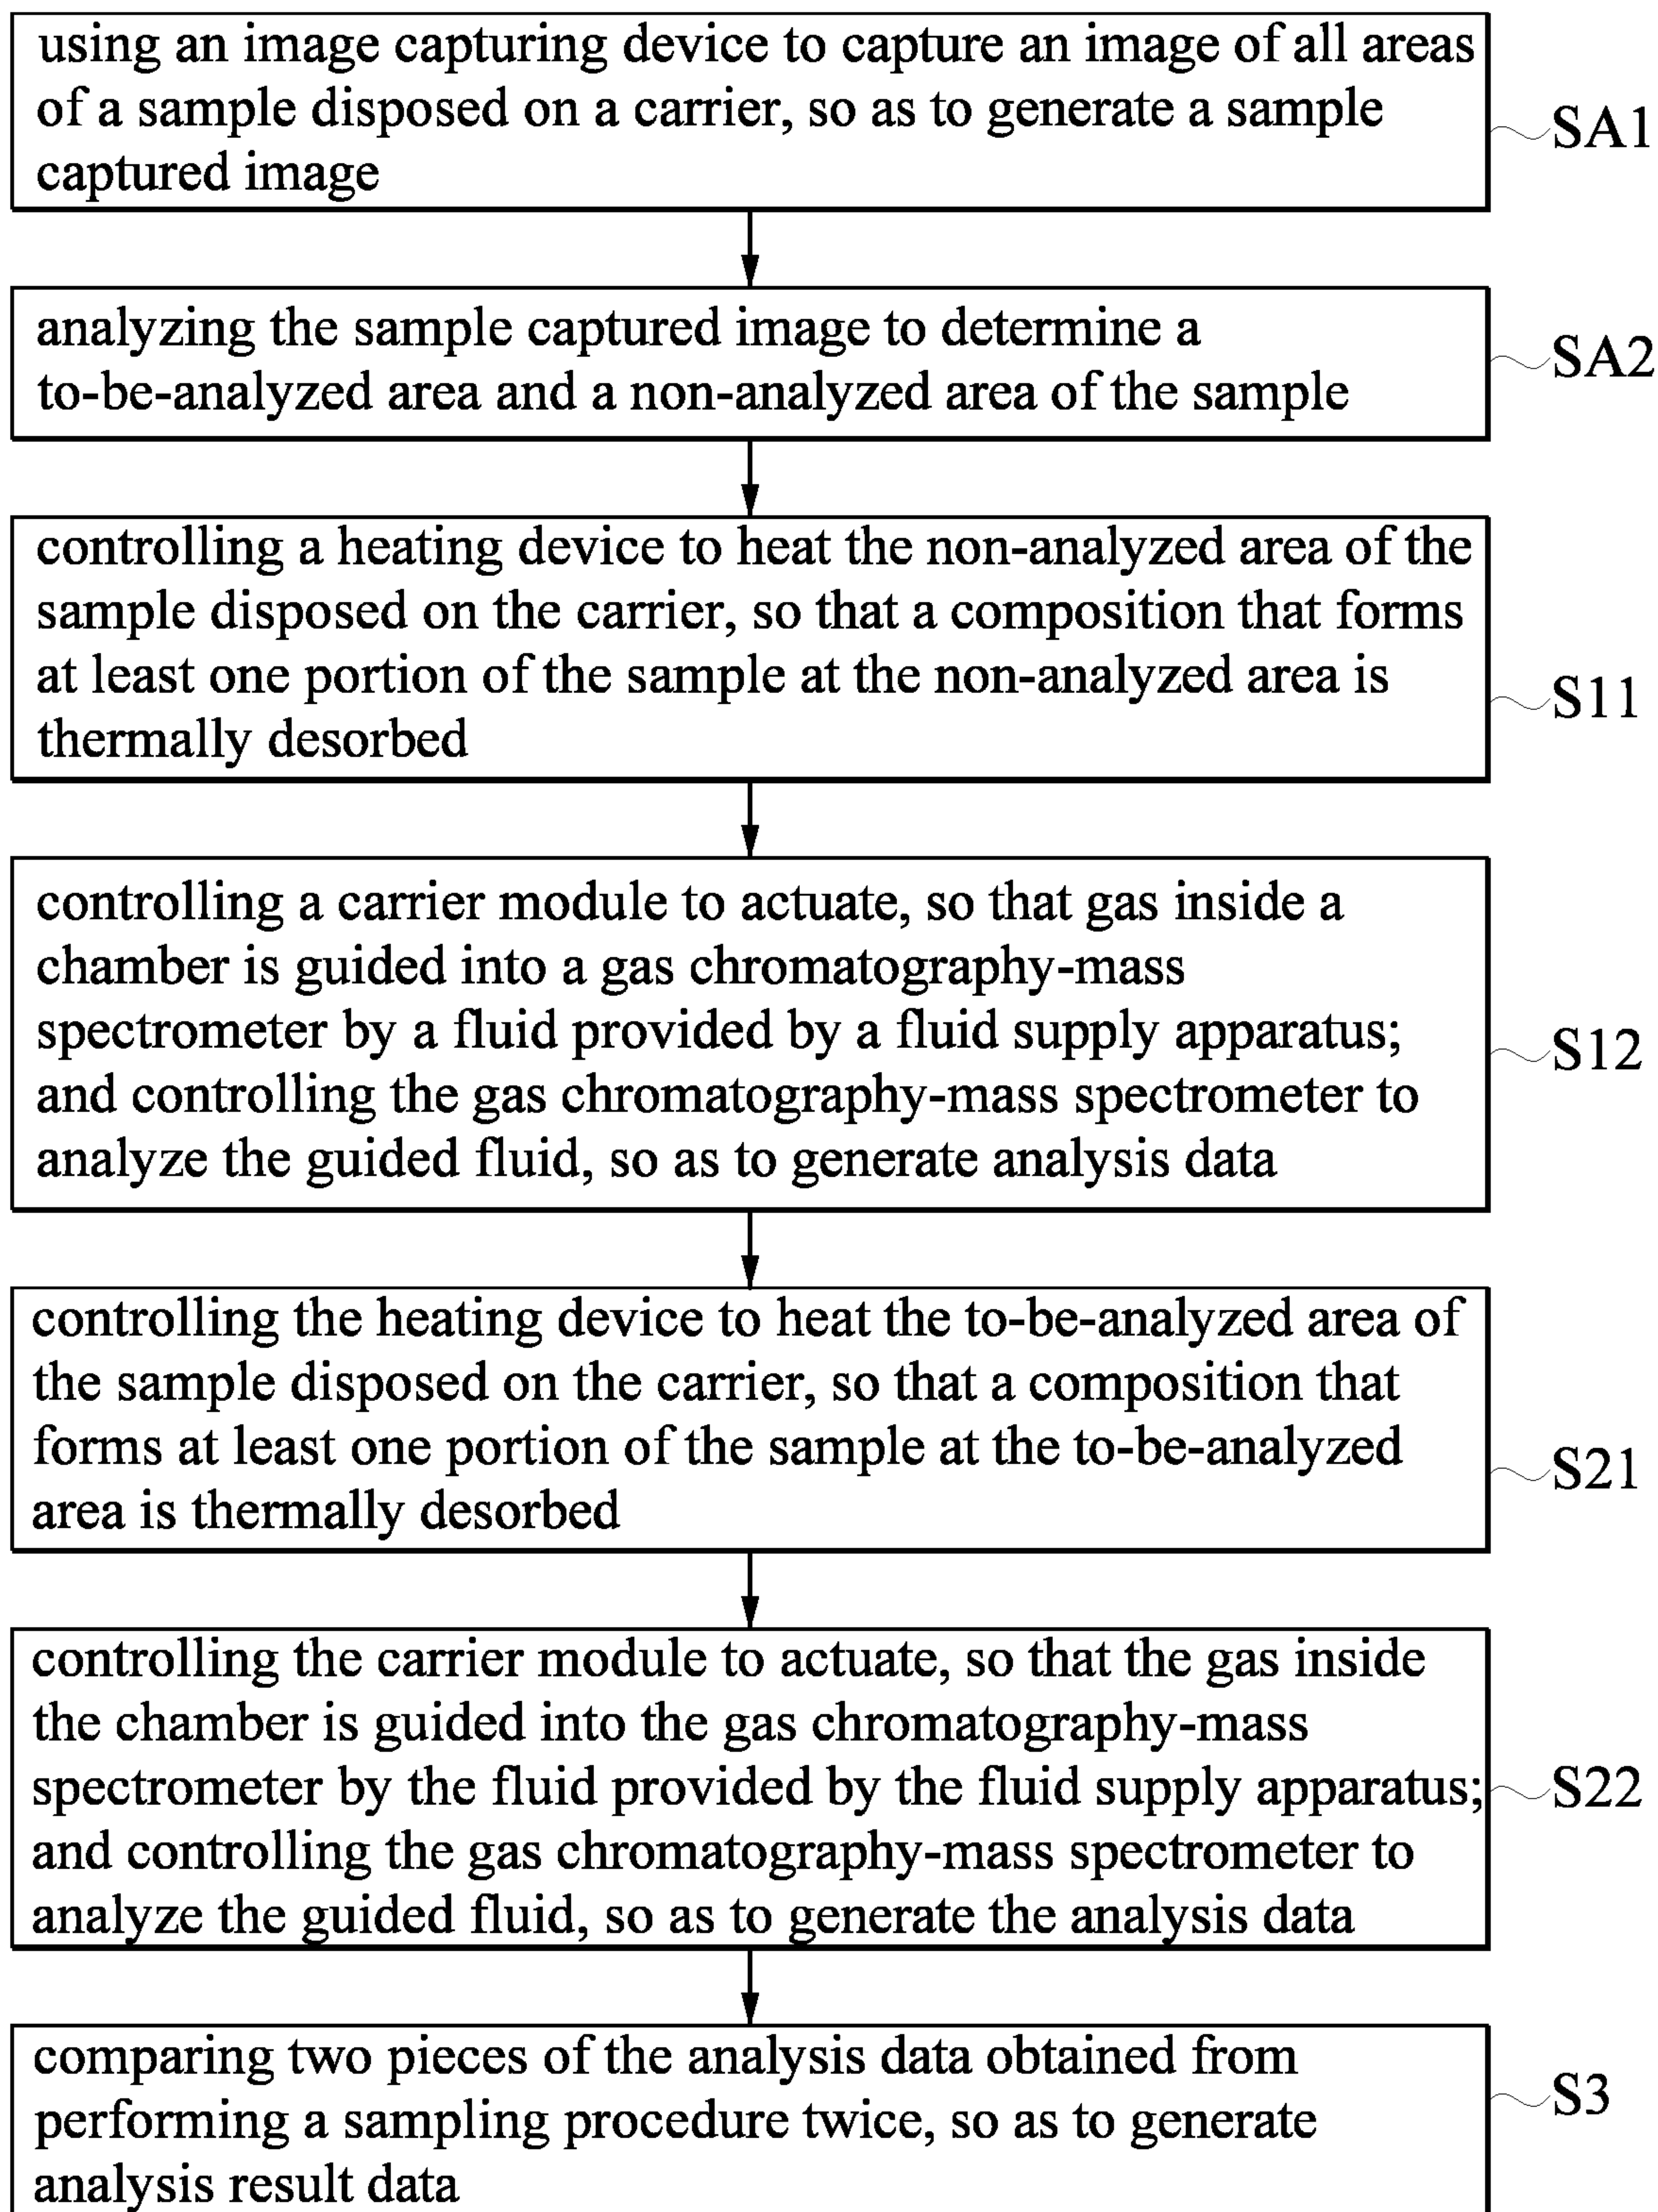 using an image capturing device to capture an image of all areas
of a sample disposed on a carrier, so as to generate a sample
captured image
SA1
analyzing the sample captured image to determine a
to-be-analyzed area and a non-analyzed area of the sample
SA2
controlling a heating device to heat the non-analyzed area of the
sample disposed on the carrier, so that a composition that forms
at least one portion of the sample at the non-analyzed area is
thermally desorbed
S11
controlling a carrier module to actuate, so that gas inside a
chamber is guided into a gas chromatography-mass
spectrometer by a fluid provided by a fluid supply apparatus;
and controlling the gas chromatography-mass spectrometer to
analyze the guided fluid, so as to generate analysis data
S12
controlling the heating device to heat the to-be-analyzed area of
the sample disposed on the carrier, so that a composition that
forms at least one portion of the sample at the to-be-analyzed
area is thermally desorbed
S21
controlling the carrier module to actuate, so that the gas inside
the chamber is guided into the gas chromatography-mass
spectrometer by the fluid provided by the fluid supply apparatus;
and controlling the gas chromatography-mass spectrometer to
analyze the guided fluid, so as to generate the analysis data
S22
comparing two pieces of the analysis data obtained from
performing a sampling procedure twice, so as to generate
analysis result data
S3